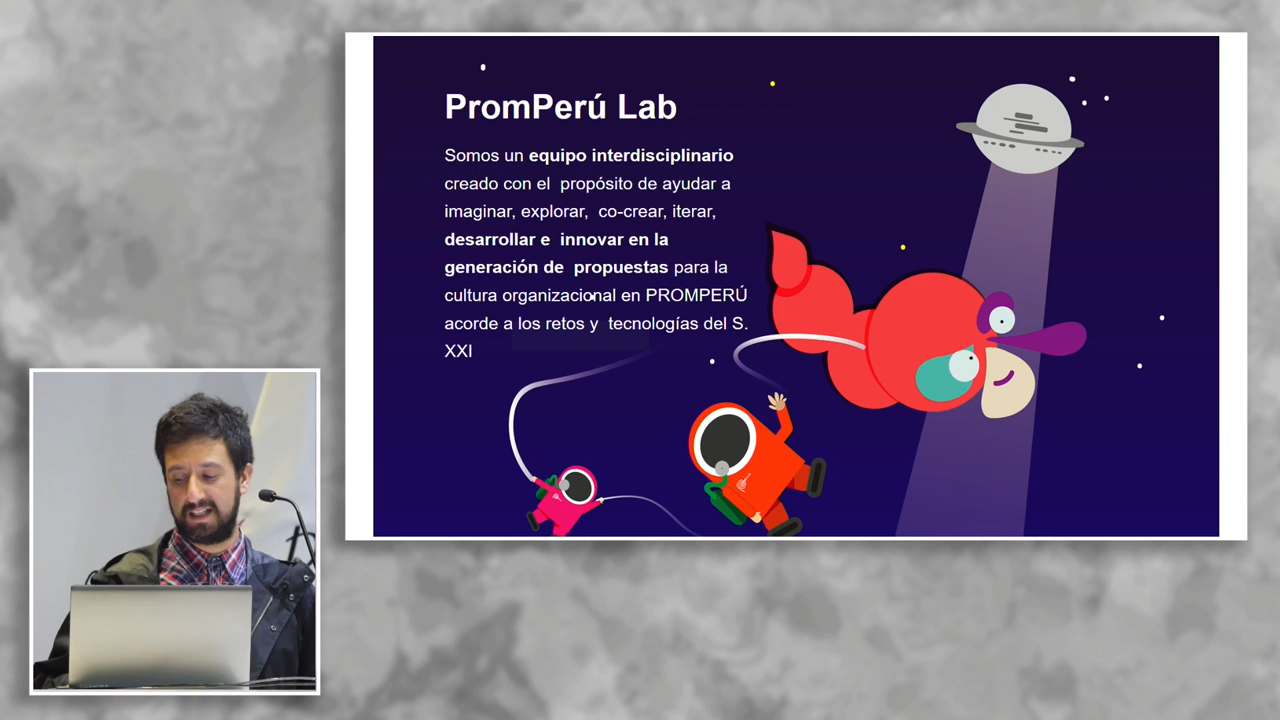 PromPerú Lab
Somos un equipo interdisciplinario
creado con el propósito de ayudar a
imaginar, explorar, co-crear, iterar,
desarrollar e innovar en la
generación de propuestas para la
cultura organizacional en PROMPERÚ
acorde a los retos y tecnologías del S.
XXI
TOSHIBA